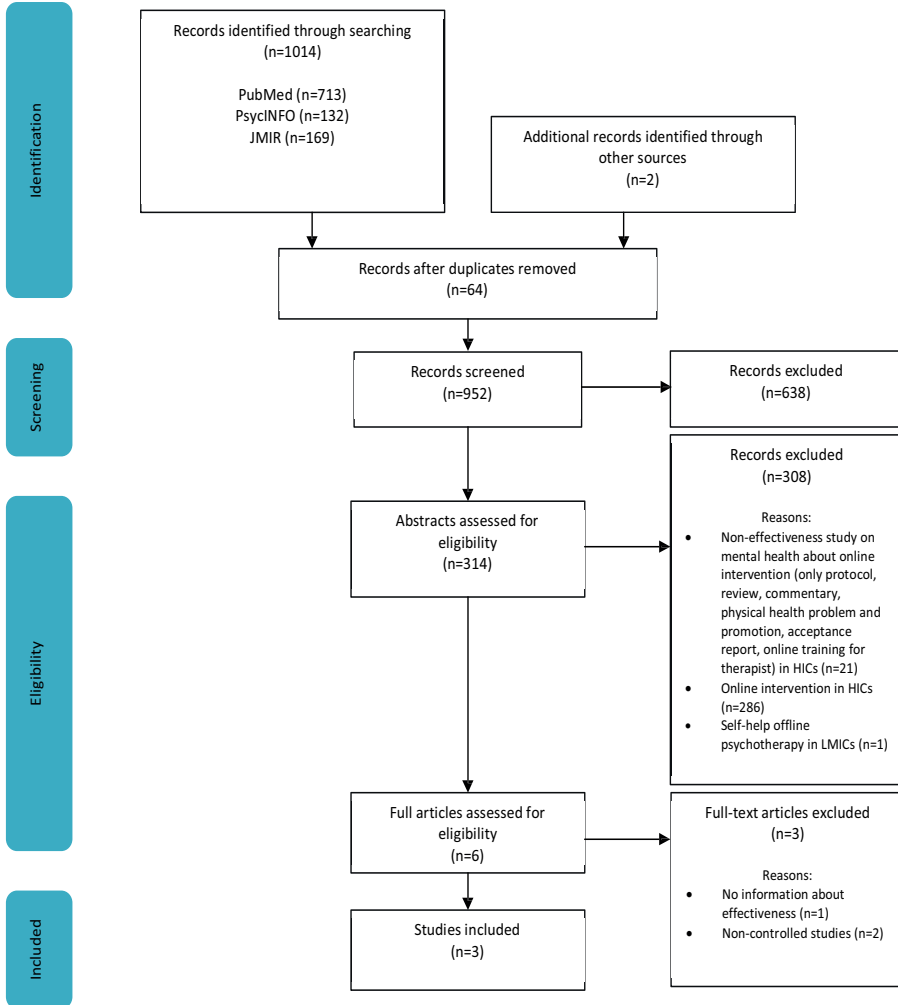 Identification
Records identified through searching
(n=1014)
PubMed (n=713)
PsycINFO (n=132)
JMIR (n=169)
Additional records identified through
other sources
(n=2)
Records after duplicates removed
(n=64)
Screening
Records screened
(n=952)
Records excluded
(n=638)
Eligibility
Abstracts assessed for
eligibility
(n=314)
Records excluded
(n=308)
Reasons:
• Non-effectiveness study on
mental health about online
intervention (only protocol,
review, commentary,
physical health problem and
promotion, acceptance
report, online training for
therapist) in HICs (n=21)
• Online intervention in HICs
(n=286)
• Self-help offline
psychotherapy in LMICs (n=1)
Full articles assessed for
eligibility
(n=6)
Full-text articles excluded
(n=3)
Reasons:
• No information about
effectiveness (n=1)
• Non-controlled studies (n=2)
Included
Studies included
(n=3)